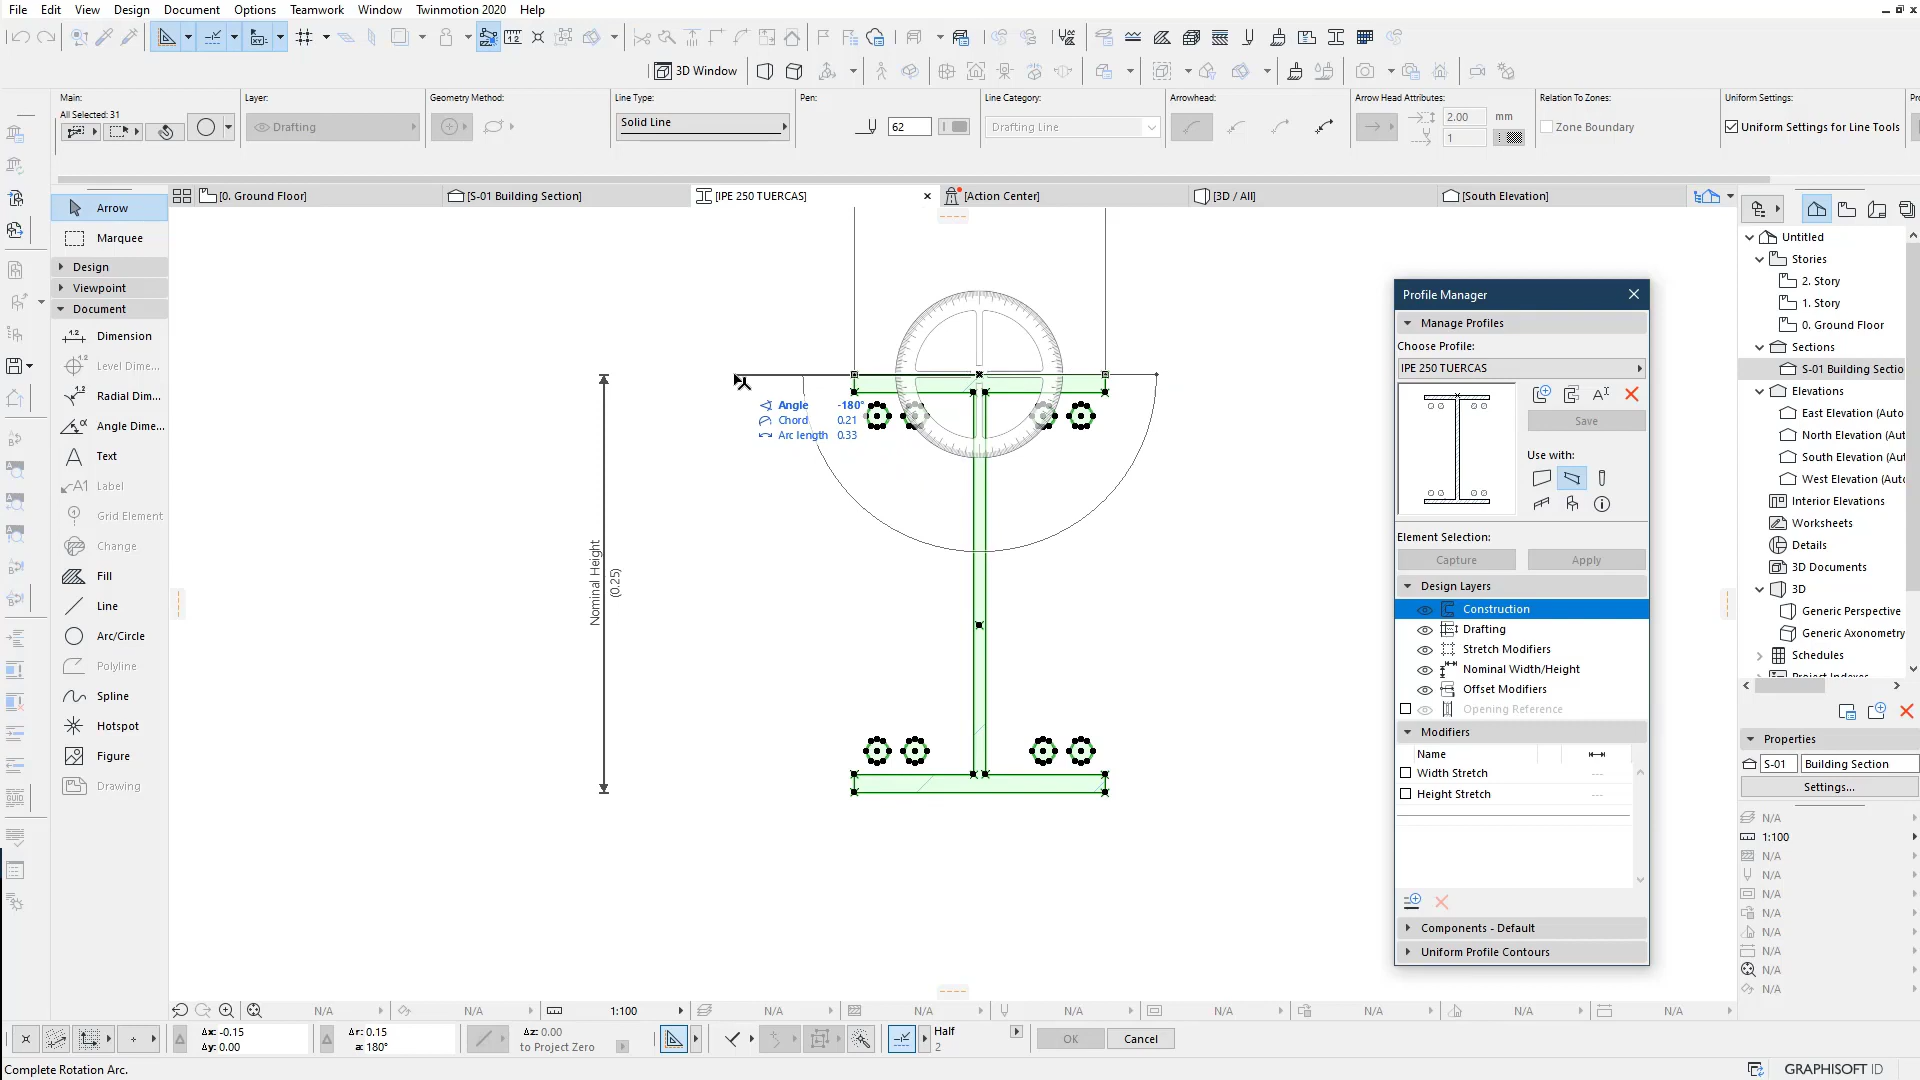 File Edit View Design Document Options Teamwork Window Twinmotion 2020 Help
3D Window
Main:
All Selected: 31
Layer:
Drafting
Geometry Method:
Line Type:
Solid Line
62
Line Category:
Drafting Line
Arrowhead:
Arrow Head Attributes:
2.00 mm
1
Relation To Zones:
Zone Boundary
Uniform Settings:
Uniform Settings for Line Tools
[0. Ground Floor]
[S-01 Building Section]
[IPE 250 TUERCAS]
[Action Center]
[3D / All]
[South Elevation]
Arrow
Marquee
Design
Viewpoint
Document
Dimension
Level Dime...
Radial Dim...
Angle Dime...
Text
Label
Grid Element
Change
Fill
Line
Arc/Circle
Polyline
Spline
Hotspot
Figure
Drawing
Angle -180°
Chord 0.21
Arc length 0.33
Nominal Height
(0.25)
Profile Manager
Manage Profiles
Choose Profile:
IPE 250 TUERCAS
Save
Use with:
Element Selection:
Capture
Apply
Design Layers
Construction
Drafting
Stretch Modifiers
Nominal Width/Height
Offset Modifiers
Opening Reference
Modifiers
Name
Width Stretch ---
Height Stretch ---
Components - Default
Uniform Profile Contours
Untitled
Stories
2. Story
1. Story
0. Ground Floor
Sections
S-01 Building Sectio
Elevations
East Elevation (Auto
North Elevation (Aut
South Elevation (Aut
West Elevation (Auto
Interior Elevations
Worksheets
Details
3D Documents
3D
Generic Perspective
Generic Axonometry
Schedules
Properties
S-01 Building Section
Settings...
N/A
1:100
N/A
N/A
N/A
N/A
N/A
N/A
N/A
N/A
N/A N/A 1:100 N/A N/A N/A N/A N/A N/A N/A
Δx: -0.15
Δy: 0.00
Δr: 0.15
a: 180°
Δz: 0.00
to Project Zero
Half
2
OK
Cancel
Complete Rotation Arc.
GRAPHISOFT ID